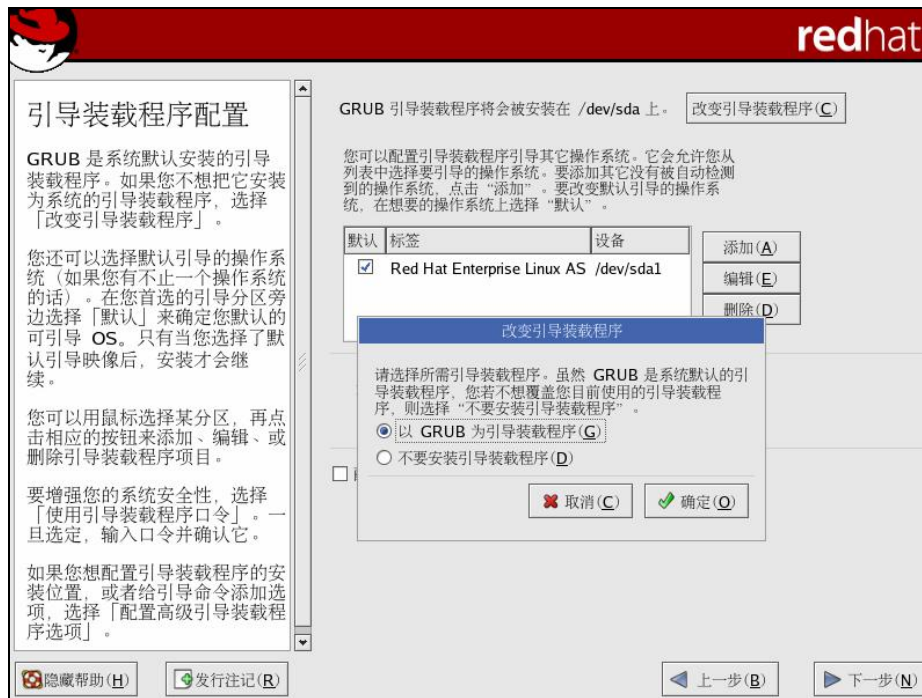 redhat
引导装载程序配置
GRUB 是系统默认安装的引导
装载程序。如果您不想把它安装
为系统的引导装载程序，选择
「改变引导装载程序」。
您还可以选择默认引导的操作系
统（如果您有不止一个操作系统
的话）。在您首选的引导分区旁
边选择「默认」来确定您默认的
可引导 OS。只有当您选择了默
认引导映像后，安装才会继
续。
您可以用鼠标选择某分区，再点
击相应的按钮来添加、编辑、或
删除引导装载程序项目。
要增强您的系统安全性，选择
「使用引导装载程序口令」。一
旦选定，输入口令并确认它。
如果您想配置引导装载程序的安
装位置，或者给引导命令添加选
项，选择「配置高级引导装载程
序选项」。
GRUB 引导装载程序将会被安装在 /dev/sda 上。 改变引导装载程序(C)
您可以配置引导装载程序引导其它操作系统。它会允许您从
列表中选择要引导的操作系统。要添加其它没有被自动检测
到的操作系统，点击“添加”。要改变默认引导的操作系
统，在想要的操作系统上选择“默认”。
默认 标签 设备
Red Hat Enterprise Linux AS /dev/sda1
添加(A)
编辑(E)
删除(D)
改变引导装载程序
请选择所需引导装载程序。虽然 GRUB 是系统默认的引
导装载程序，您若不想覆盖您目前使用的引导装载程
序，则选择“不要安装引导装载程序”。
以 GRUB 为引导装载程序(G)
不要安装引导装载程序(D)
取消(C) 确定(O)
隐藏帮助(H) 发行注记(R) 上一步(B) 下一步(N)